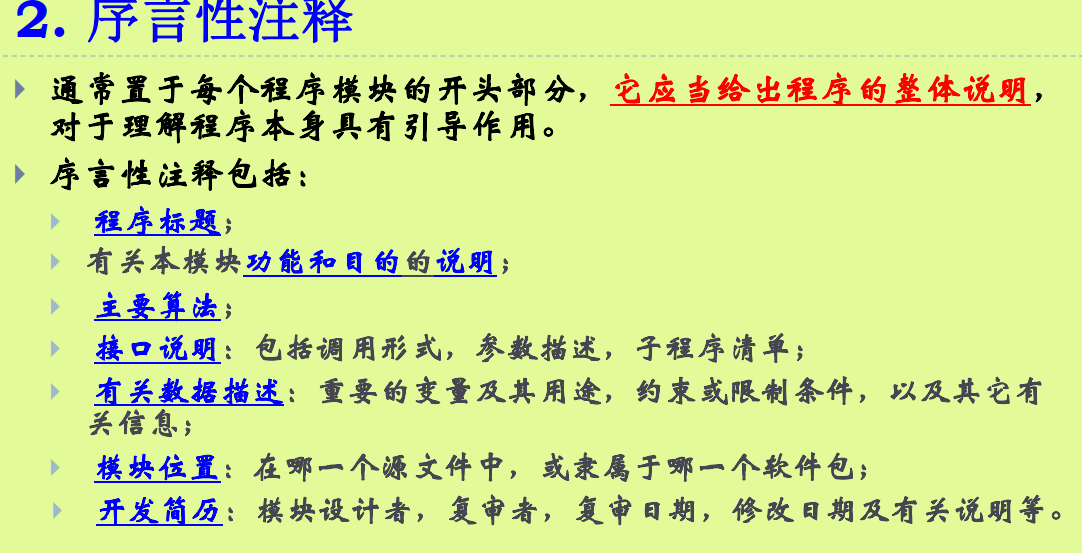 2. 序言性注释
通常置于每个程序模块的开头部分，它应当给出程序的整体说明，
对于理解程序本身具有引导作用。
序言性注释包括：
程序标题；
有关本模块功能和目的的说明；
主要算法；
接口说明：包括调用形式，参数描述，子程序清单；
有关数据描述：重要的变量及其用途，约束或限制条件，以及其它有
关信息；
模块位置：在哪一个源文件中，或隶属于哪一个软件包；
开发简历：模块设计者，复审者，复审日期，修改日期及有关说明等。